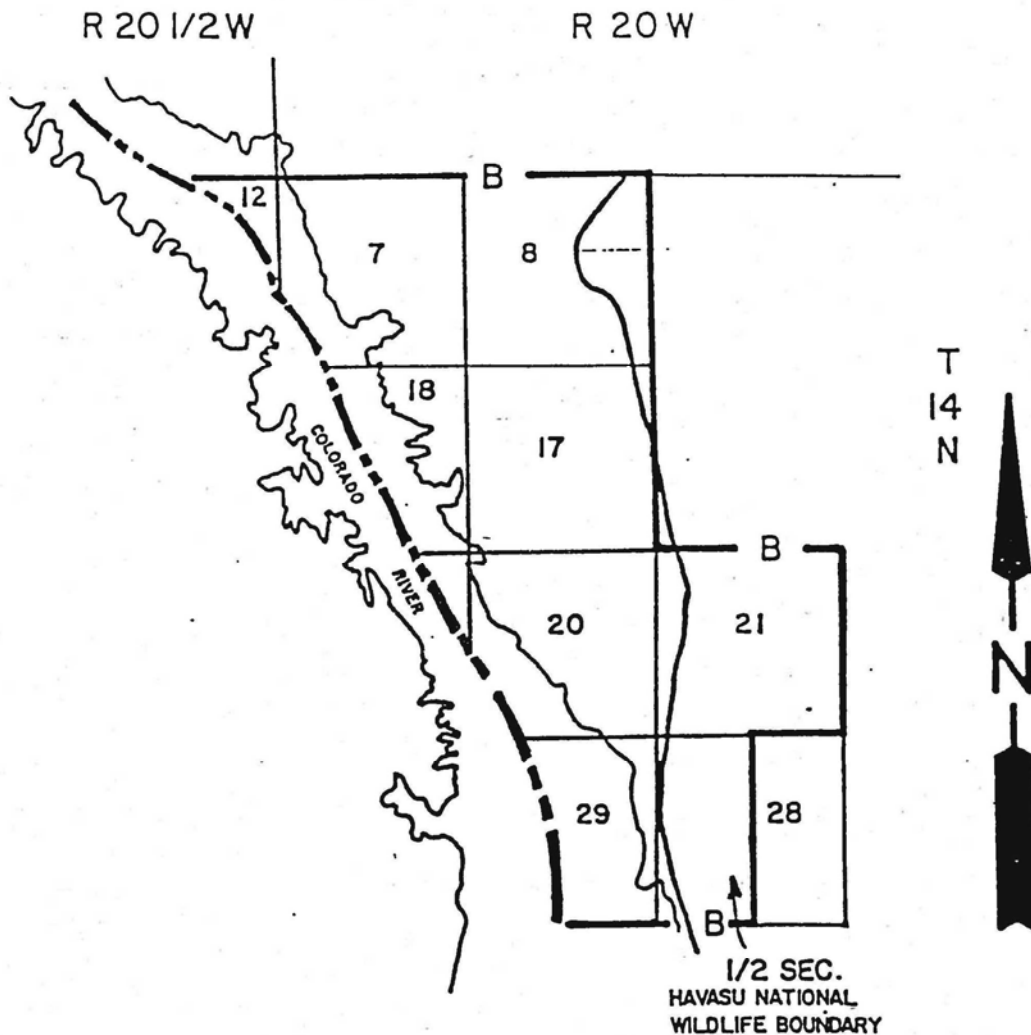 R 20 1/2 W
R 20 W
B
12
7
8
18
T
14
N
17
COLORADO
RIVER
B
20
21
N
29
28
B
1/2 SEC.
HAVASU NATIONAL
WILDLIFE BOUNDARY